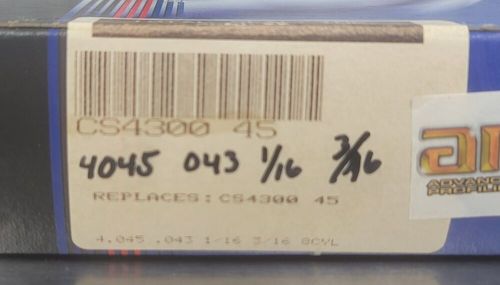 CS4300 45
4045 043 1/16 3/16
REPLACES: CS4300 45
4.045 .043 1/16 3/16 8CYL